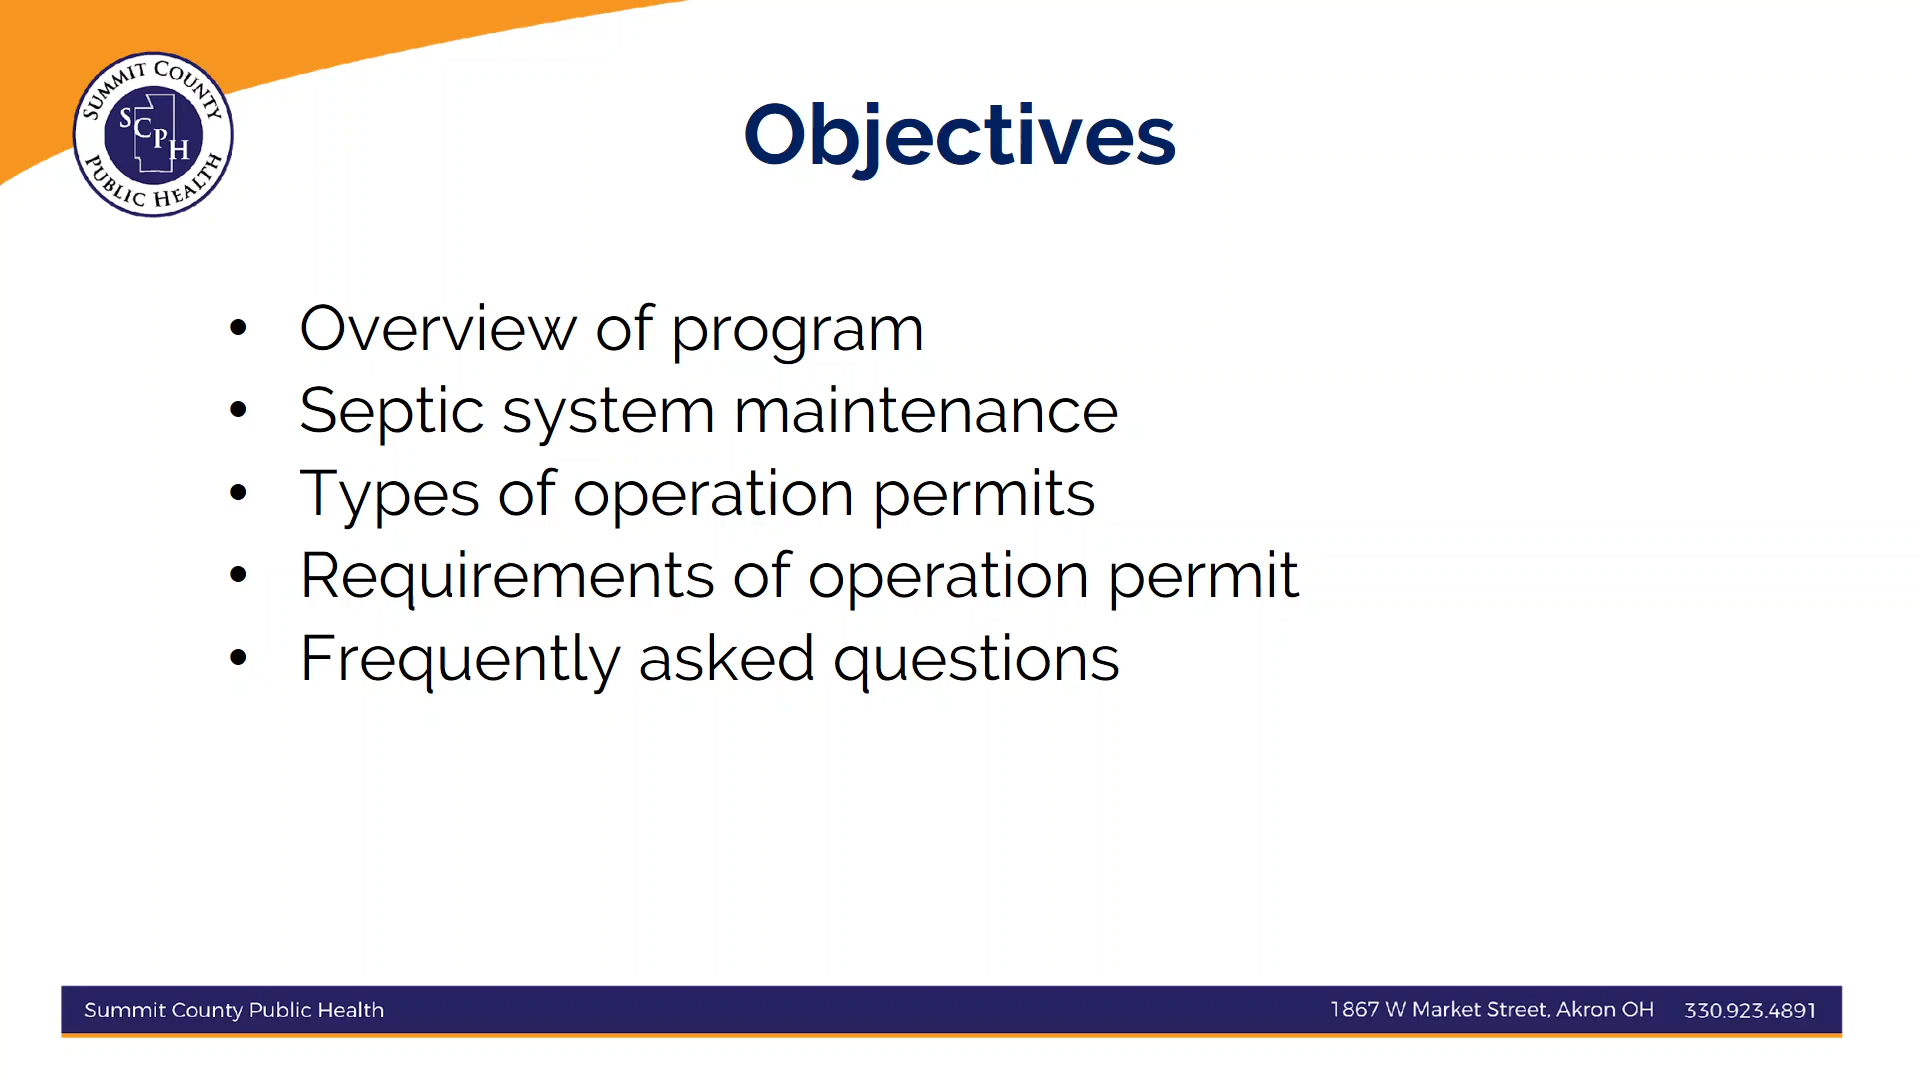 SUMMIT COUNTY
SCPH
PUBLIC HEALTH
Objectives
• Overview of program
• Septic system maintenance
• Types of operation permits
• Requirements of operation permit
• Frequently asked questions
Summit County Public Health
1867 W Market Street, Akron OH 330.923.4891